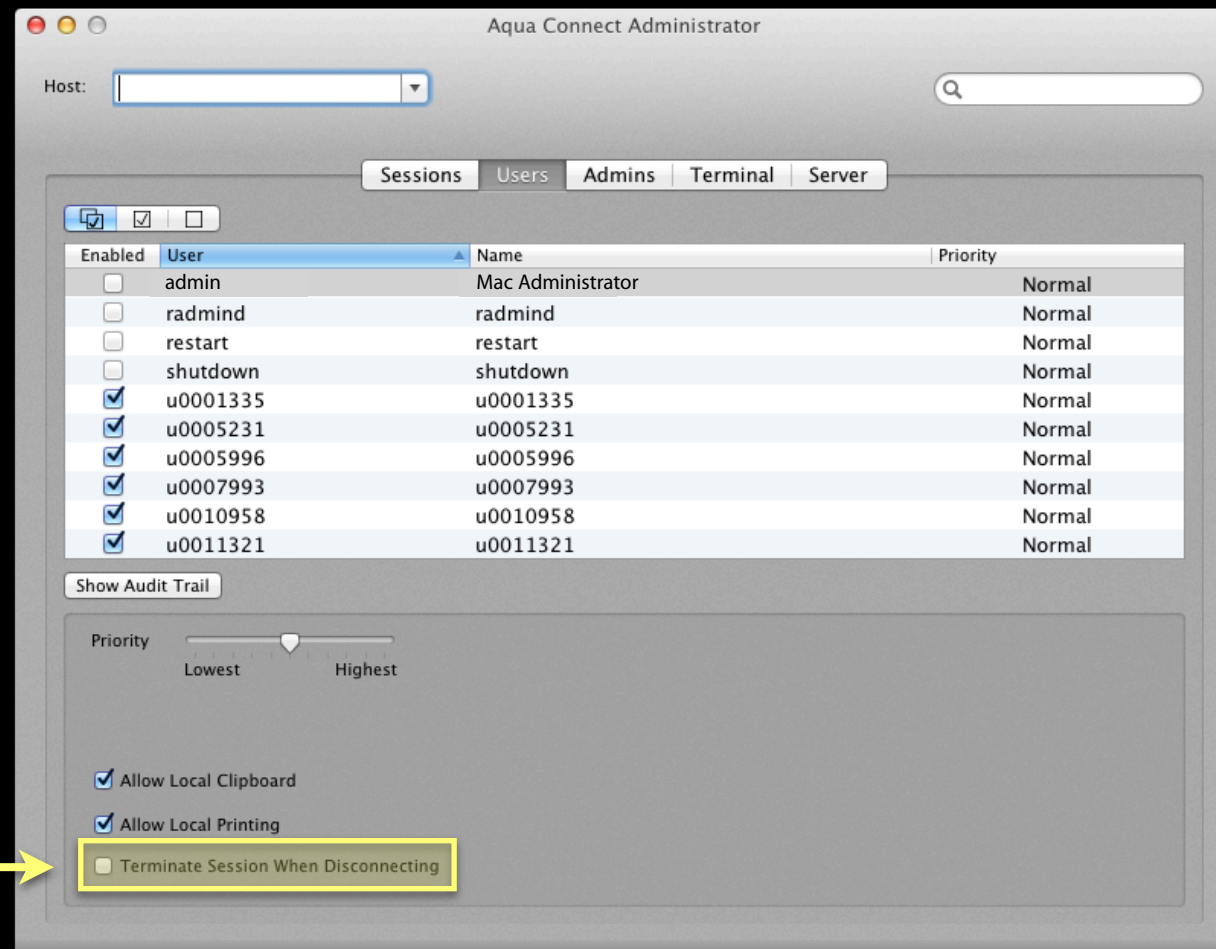 Aqua Connect Administrator
Host:
Sessions Users Admins Terminal Server
Enabled User Name Priority
admin Mac Administrator Normal
radmind radmind Normal
restart restart Normal
shutdown shutdown Normal
u0001335 u0001335 Normal
u0005231 u0005231 Normal
u0005996 u0005996 Normal
u0007993 u0007993 Normal
u0010958 u0010958 Normal
u0011321 u0011321 Normal
Show Audit Trail
Priority
Lowest Highest
Allow Local Clipboard
Allow Local Printing
Terminate Session When Disconnecting